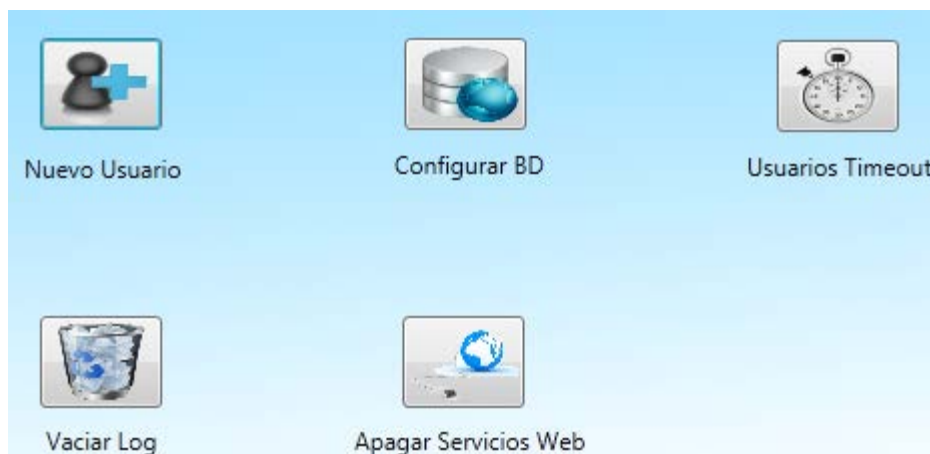 Nuevo Usuario
Configurar BD
Usuarios Timeout
Vaciar Log
Apagar Servicios Web